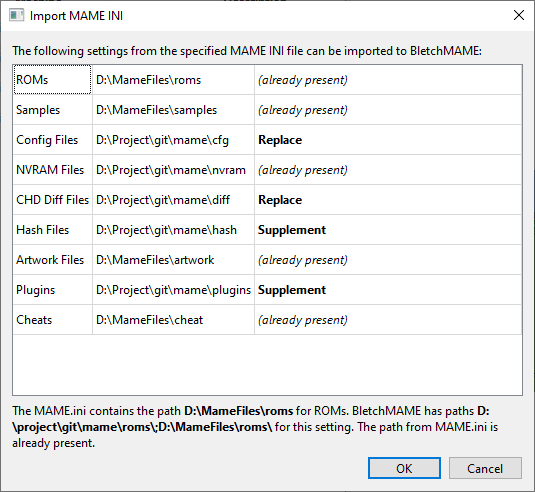 Import MAME INI
The following settings from the specified MAME INI file can be imported to BletchMAME:
ROMs D:\MameFiles\roms (already present)
Samples D:\MameFiles\samples (already present)
Config Files D:\Project\git\mame\cfg Replace
NVRAM Files D:\Project\git\mame\nvram (already present)
CHD Diff Files D:\Project\git\mame\diff Replace
Hash Files D:\Project\git\mame\hash Supplement
Artwork Files D:\MameFiles\artwork (already present)
Plugins D:\Project\git\mame\plugins Supplement
Cheats D:\MameFiles\cheat (already present)
The MAME.ini contains the path D:\MameFiles\roms for ROMs. BletchMAME has paths D:
\project\git\mame\roms\;D:\MameFiles\roms\ for this setting. The path from MAME.ini is
already present.
OK Cancel